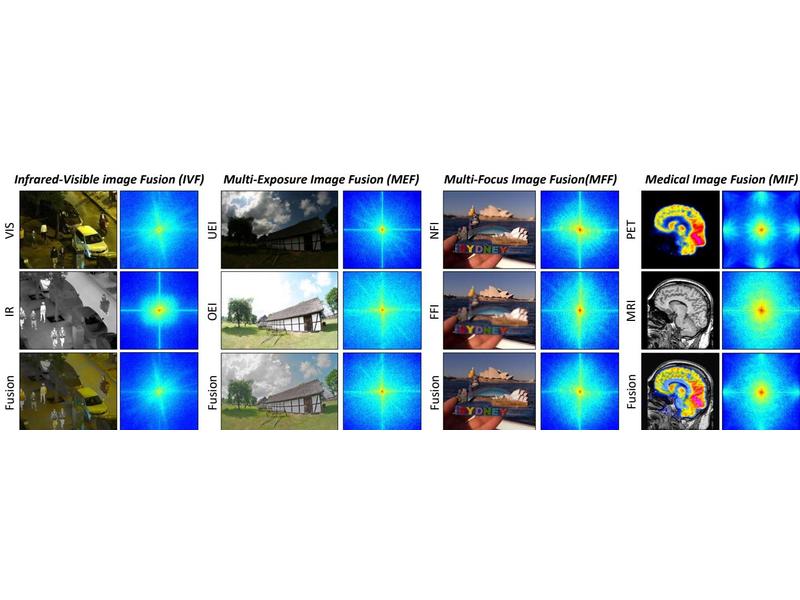 Infrared-Visible image Fusion (IVF)
Multi-Exposure Image Fusion (MEF)
Multi-Focus Image Fusion(MFF)
Medical Image Fusion (MIF)
VIS
UEI
NFI
PET
IR
OEI
FFI
MRI
Fusion
Fusion
Fusion
Fusion
SYDNEY
SYDNEY
SYDNEY